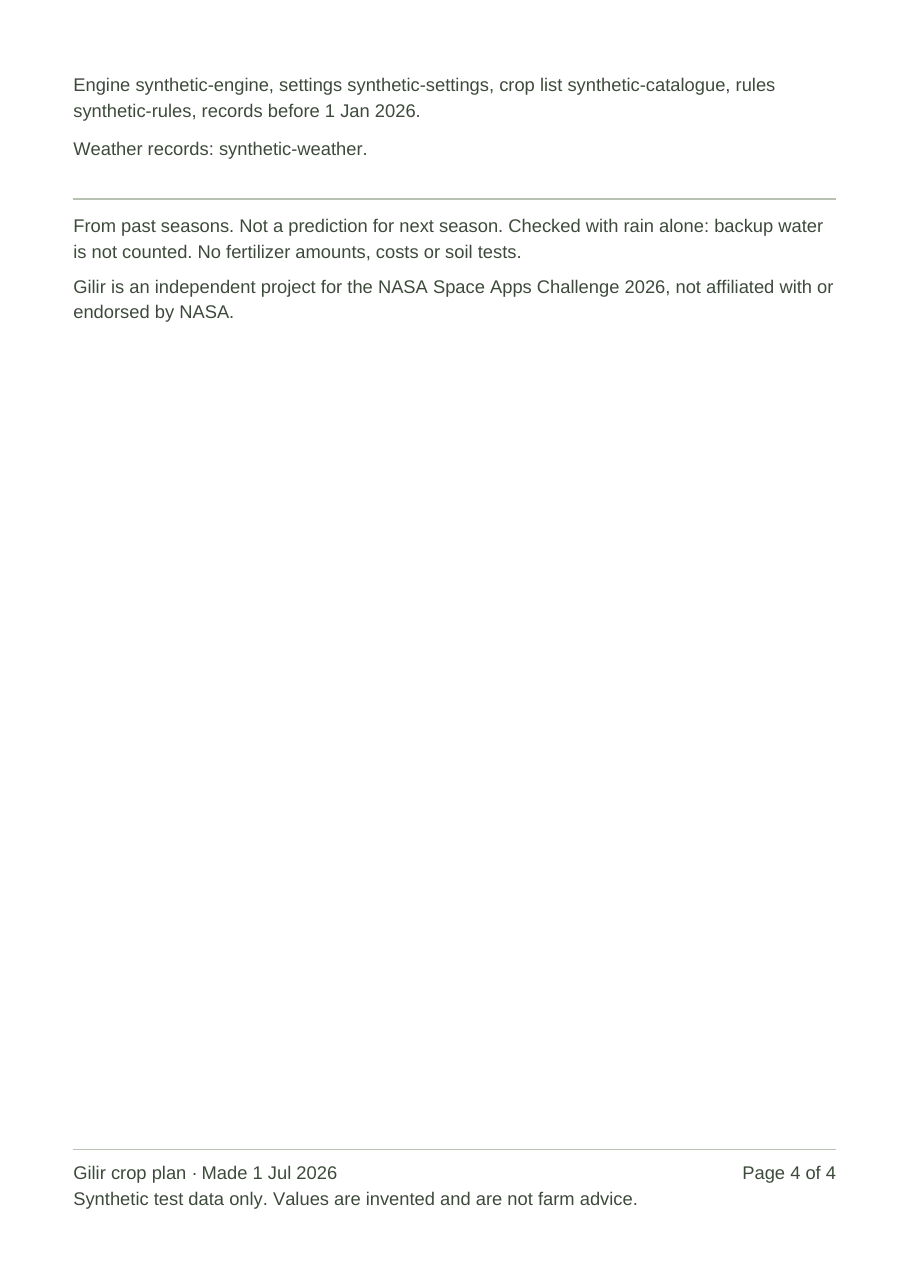 Engine synthetic-engine, settings synthetic-settings, crop list synthetic-catalogue, rules
synthetic-rules, records before 1 Jan 2026.
Weather records: synthetic-weather.
From past seasons. Not a prediction for next season. Checked with rain alone: backup water
is not counted. No fertilizer amounts, costs or soil tests.
Gilir is an independent project for the NASA Space Apps Challenge 2026, not affiliated with or
endorsed by NASA.
Gilir crop plan · Made 1 Jul 2026 Page 4 of 4
Synthetic test data only. Values are invented and are not farm advice.